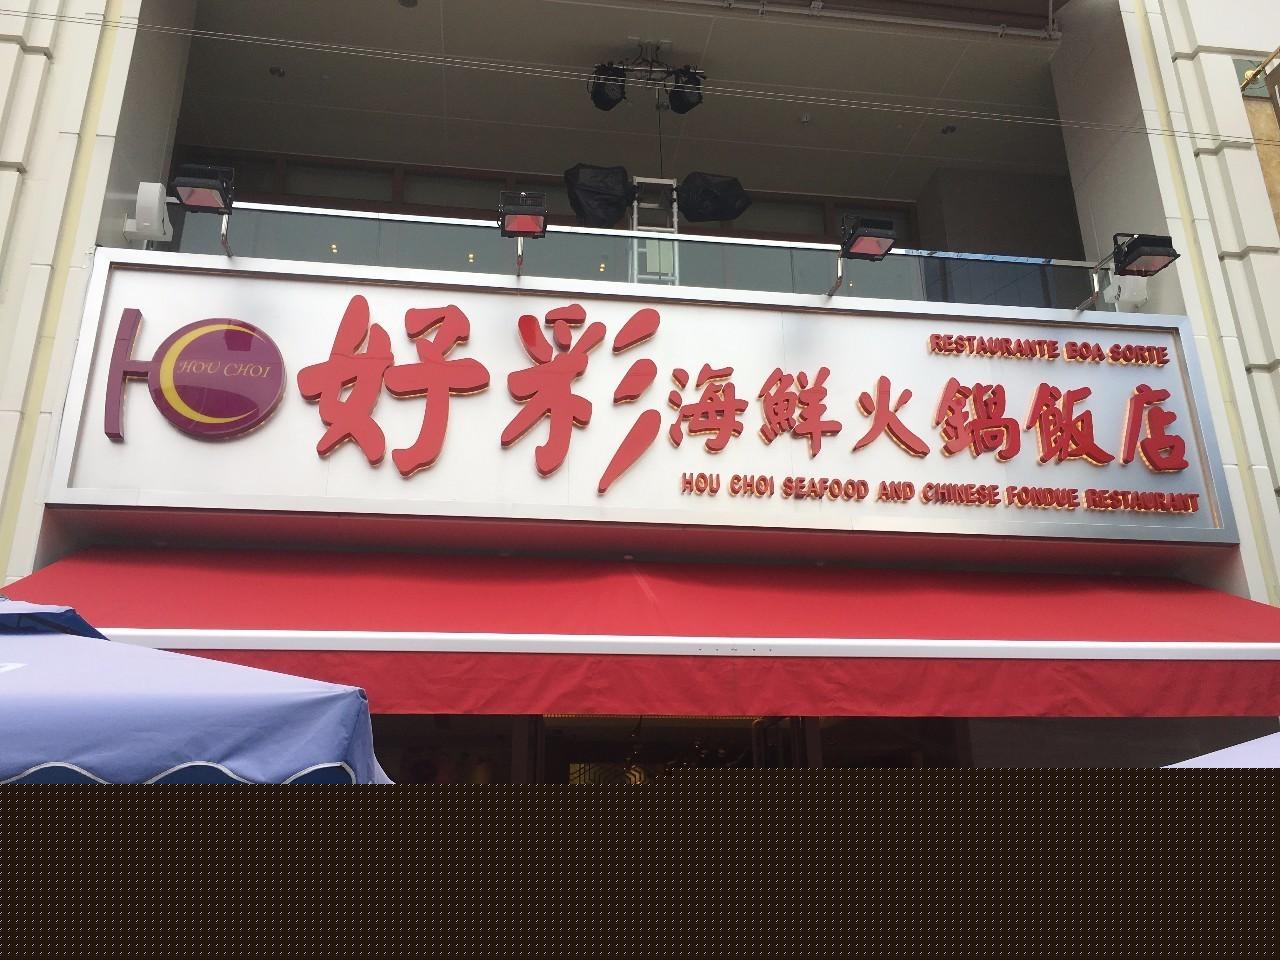 HOU CHOI
好彩海鮮火鍋飯店
RESTAURANTE BOA SORTE
HOU CHOI SEAFOOD AND CHINESE FONDUE RESTAURANT